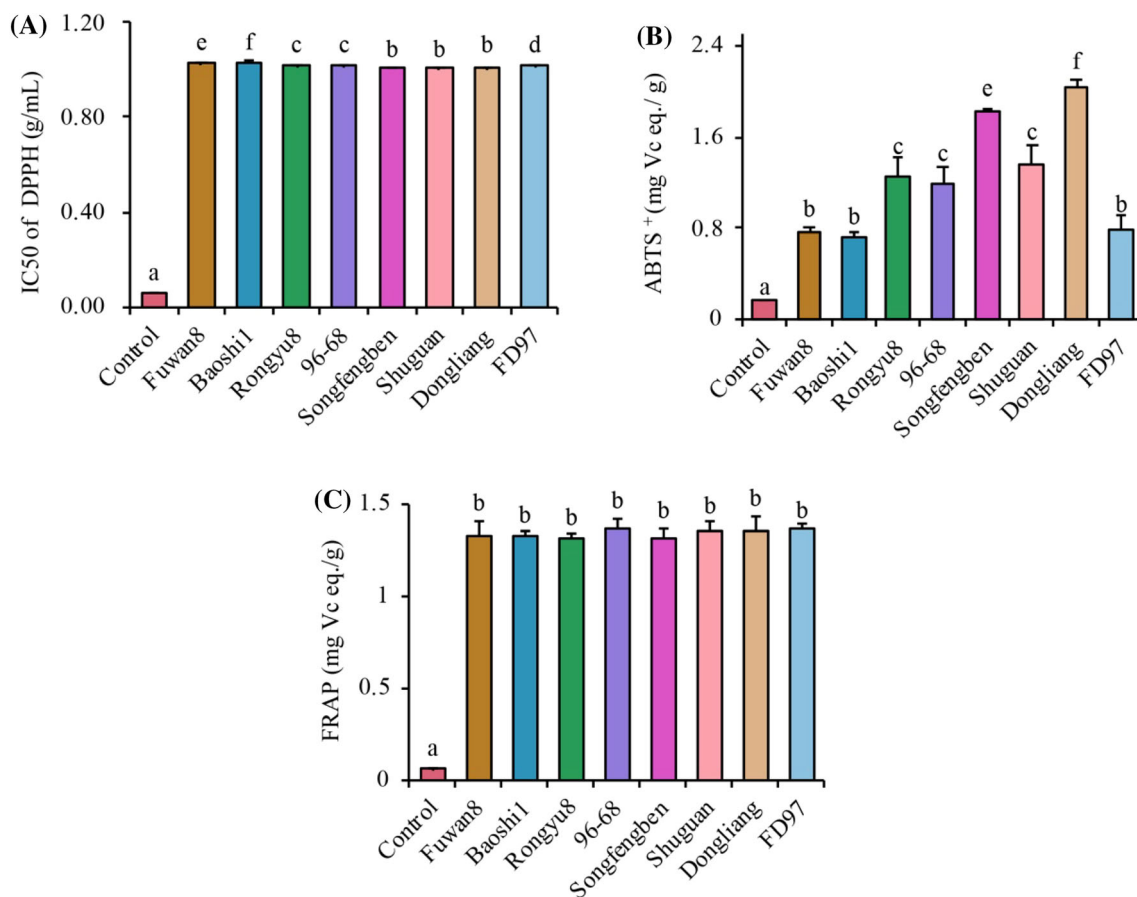 (A)
IC50 of DPPH (g/mL)
1.20
0.80
0.40
0.00
a
e
f
c
c
b
b
b
d
Control
Fuwan8
Baoshi1
Rongyu8
96-68
Songfengben
Shuguan
Dongliang
FD97
(B)
ABTS + (mg Vc eq./ g)
2.4
1.6
0.8
0
a
b
b
c
c
e
c
f
b
Control
Fuwan8
Baoshi1
Rongyu8
96-68
Songfengben
Shuguan
Dongliang
FD97
(C)
FRAP (mg Vc eq./g)
1.5
1
0.5
0
a
b
b
b
b
b
b
b
b
Control
Fuwan8
Baoshi1
Rongyu8
96-68
Songfengben
Shuguan
Dongliang
FD97